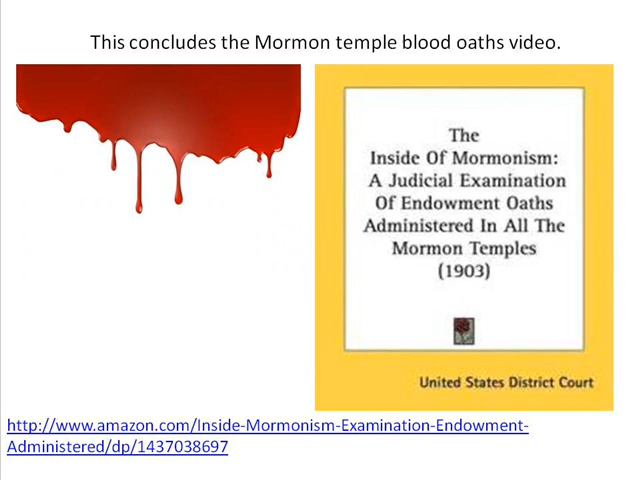 This concludes the Mormon temple blood oaths video.
The
Inside Of Mormonism:
A Judicial Examination
Of Endowment Oaths
Administered In All The
Mormon Temples
(1903)
United States District Court
http://www.amazon.com/Inside-Mormonism-Examination-Endowment-
Administered/dp/1437038697